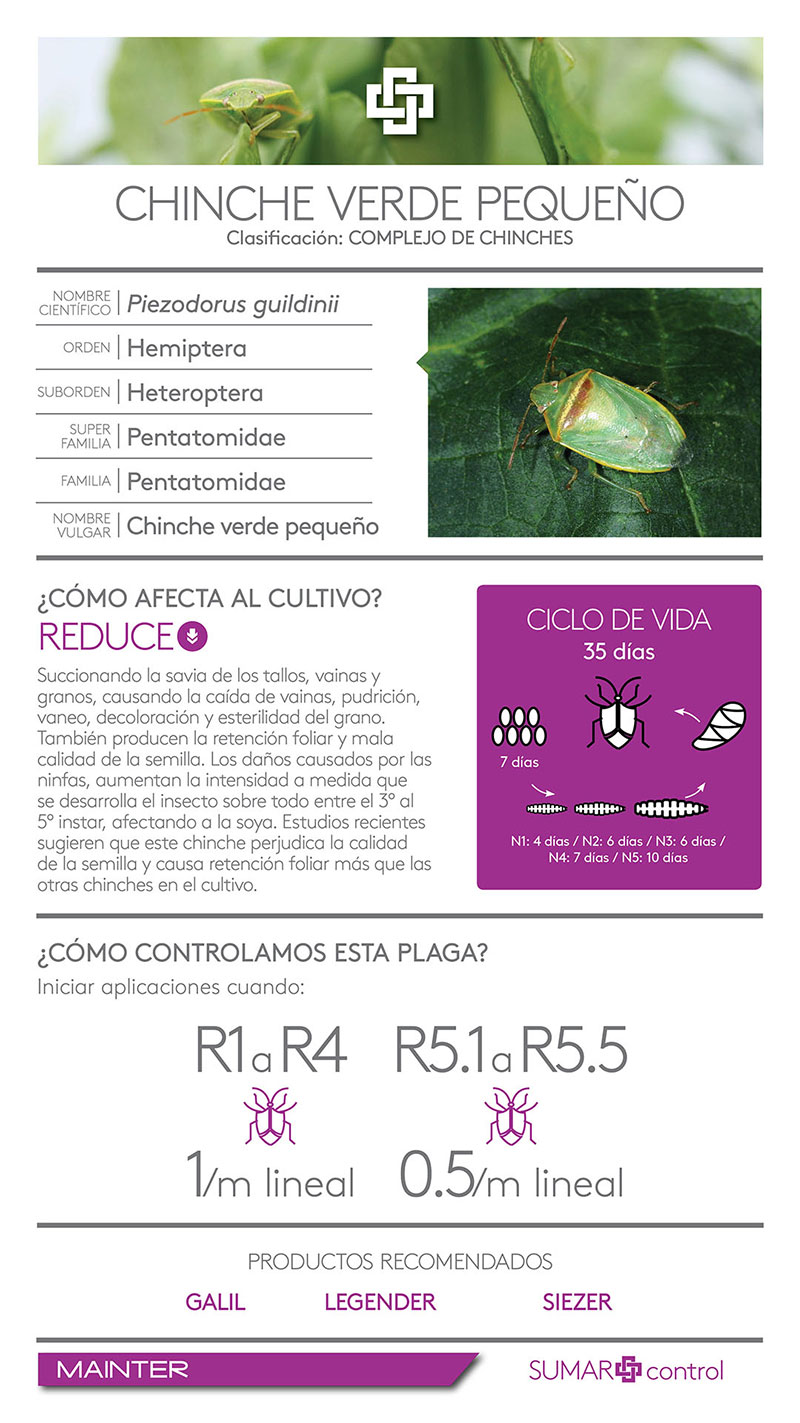 CHINCHE VERDE PEQUEÑO
Clasificación: COMPLEJO DE CHINCHES
NOMBRE CIENTÍFICO | Piezodorus guildinii
ORDEN | Hemiptera
SUBORDEN | Heteroptera
SUPER FAMILIA | Pentatomidae
FAMILIA | Pentatomidae
NOMBRE VULGAR | Chinche verde pequeño
¿CÓMO AFECTA AL CULTIVO?
REDUCE
Succionando la savia de los tallos, vainas y
granos, causando la caída de vainas, pudrición,
vaneo, decoloración y esterilidad del grano.
También producen la retención foliar y mala
calidad de la semilla. Los daños causados por las
ninfas, aumentan la intensidad a medida que
se desarrolla el insecto sobre todo entre el 3° al
5° instar, afectando a la soya. Estudios recientes
sugieren que este chinche perjudica la calidad
de la semilla y causa retención foliar más que las
otras chinches en el cultivo.
CICLO DE VIDA
35 días
7 días
N1: 4 días / N2: 6 días / N3: 6 días /
N4: 7 días / N5: 10 días
¿CÓMO CONTROLAMOS ESTA PLAGA?
Iniciar aplicaciones cuando:
R1 a R4 R5.1 a R5.5
1/m lineal 0.5/m lineal
PRODUCTOS RECOMENDADOS
GALIL LEGENDER SIEZER
MAINTER SUMAR control